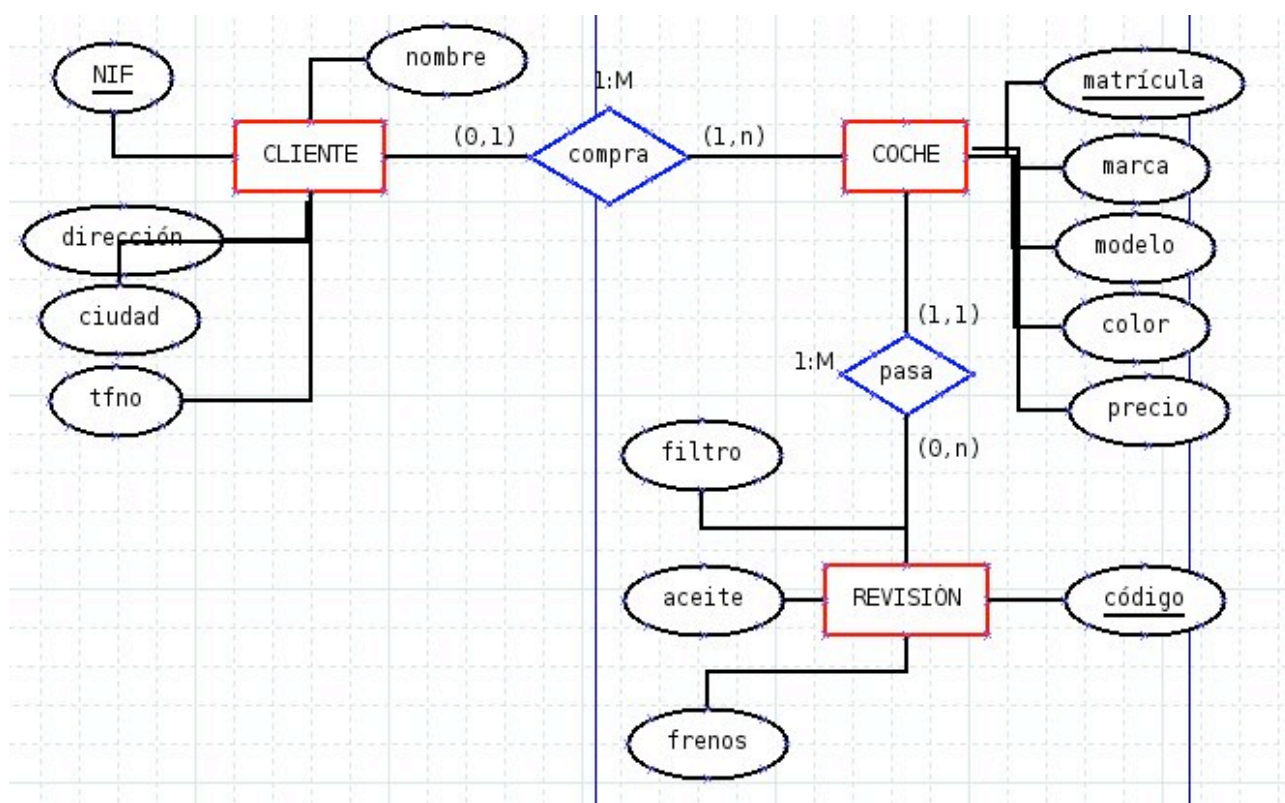 NIF
nombre
1:M
matrícula
CLIENTE
(0,1)
compra
(1,n)
COCHE
marca
dirección
modelo
ciudad
color
(1,1)
1:M
pasa
tfno
precio
filtro
(0,n)
aceite
REVISIÓN
código
frenos